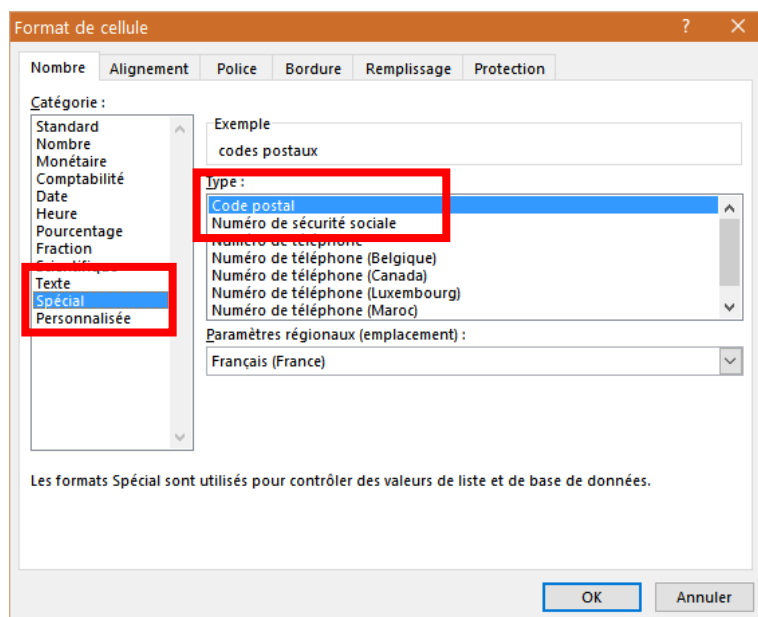 Format de cellule ? ×
Nombre Alignement Police Bordure Remplissage Protection
Catégorie :
Standard
Nombre
Monétaire
Comptabilité
Date
Heure
Pourcentage
Fraction
Texte
Spécial
Personnalisée
Exemple
codes postaux
Type :
Code postal
Numéro de sécurité sociale
Numéro de téléphone
Numéro de téléphone (Belgique)
Numéro de téléphone (Canada)
Numéro de téléphone (Luxembourg)
Numéro de téléphone (Maroc)
Paramètres régionaux (emplacement) :
Français (France)
Les formats Spécial sont utilisés pour contrôler des valeurs de liste et de base de données.
OK Annuler